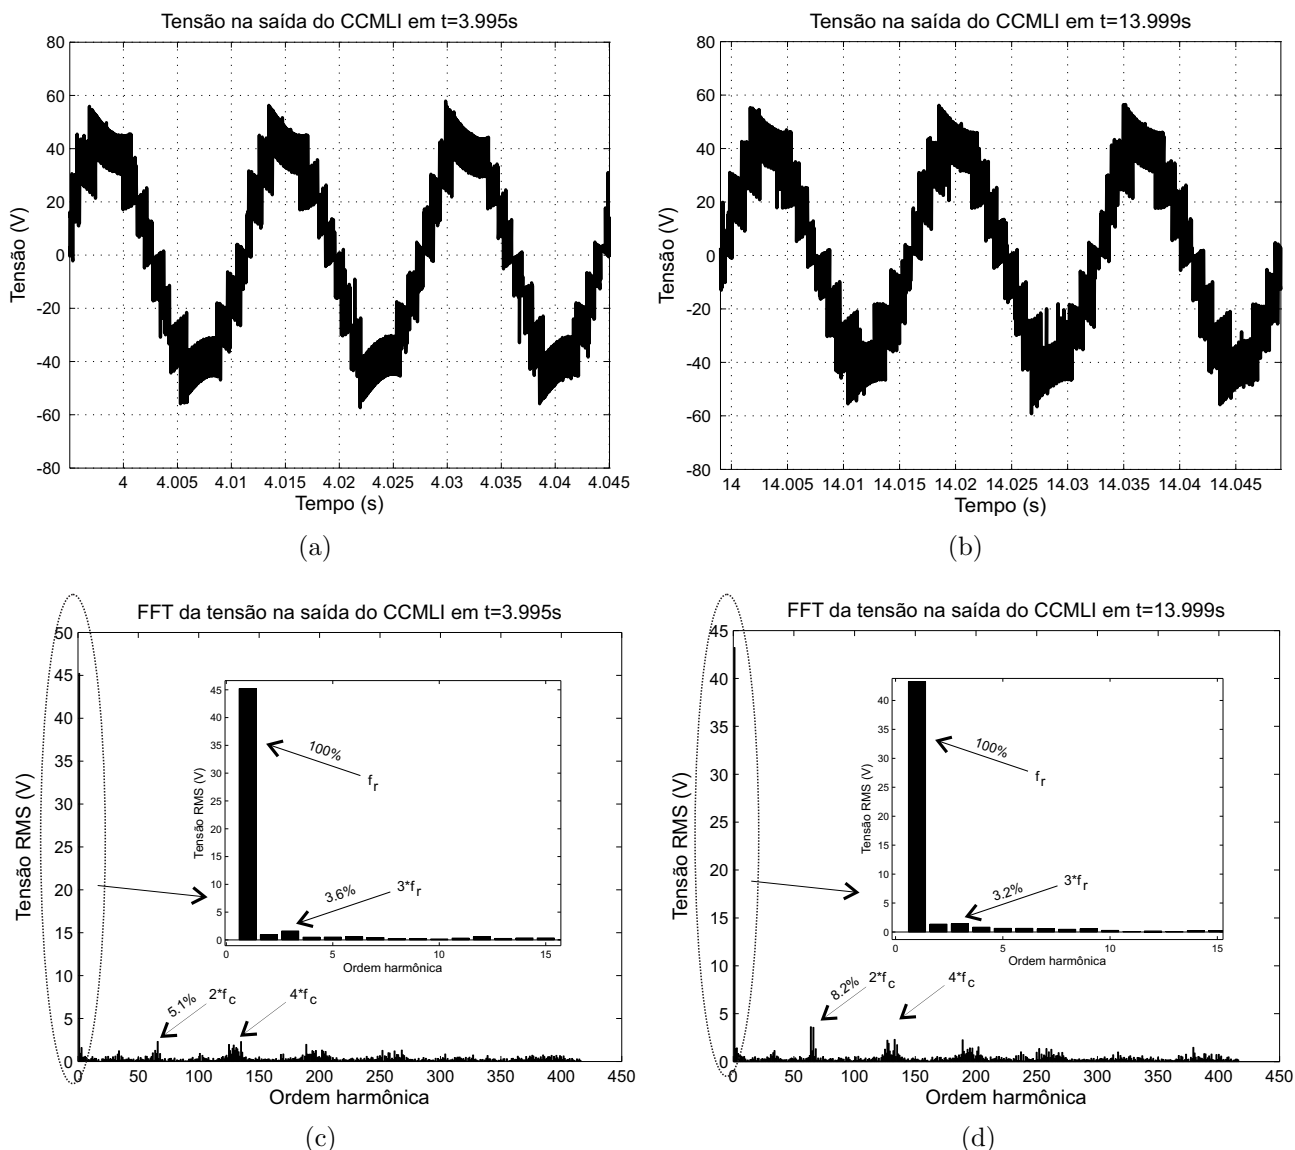 Tensão na saída do CCMLI em t=3.995s
80
60
40
20
0
-20
-40
-60
-80
Tensão (V)
4 4.005 4.01 4.015 4.02 4.025 4.03 4.035 4.04 4.045
Tempo (s)
(a)
Tensão na saída do CCMLI em t=13.999s
80
60
40
20
0
-20
-40
-60
-80
Tensão (V)
14 14.005 14.01 14.015 14.02 14.025 14.03 14.035 14.04 14.045
Tempo (s)
(b)
FFT da tensão na saída do CCMLI em t=3.995s
50
45
40
35
30
25
20
15
10
5
0
Tensão RMS (V)
45
40
35
30
25
20
15
10
5
0
Tensão RMS (V)
100%
f_r
3.6%
3*f_r
0 5 10 15
Ordem harmônica
5.1%
2*f_c
4*f_c
0 50 100 150 200 250 300 350 400 450
Ordem harmônica
(c)
FFT da tensão na saída do CCMLI em t=13.999s
45
40
35
30
25
20
15
10
5
0
Tensão RMS (V)
40
35
30
25
20
15
10
5
0
Tensão RMS (V)
100%
f_r
3.2%
3*f_r
0 5 10 15
Ordem harmônica
8.2%
2*f_c
4*f_c
0 50 100 150 200 250 300 350 400 450
Ordem harmônica
(d)